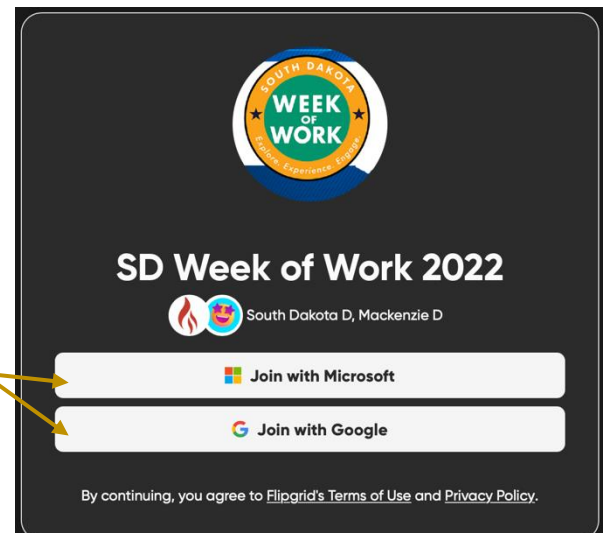 SOUTH DAKOTA
WEEK
OF
WORK
Explore. Experience. Engage.
SD Week of Work 2022
South Dakota D, Mackenzie D
Join with Microsoft
Join with Google
By continuing, you agree to Flipgrid's Terms of Use and Privacy Policy.